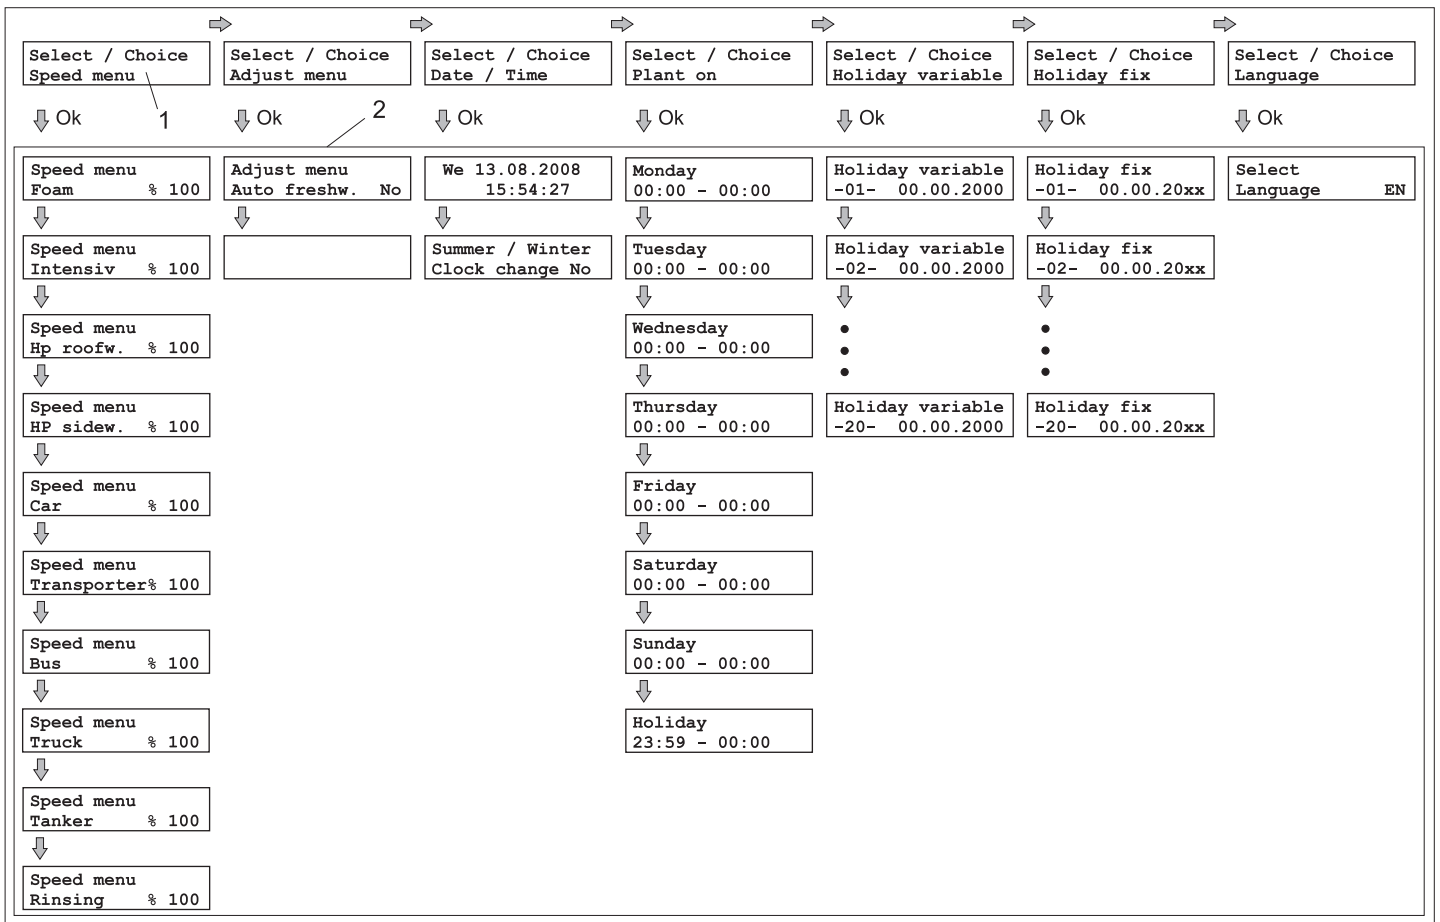 Select / Choice
Speed menu
Select / Choice
Adjust menu
Select / Choice
Date / Time
Select / Choice
Plant on
Select / Choice
Holiday variable
Select / Choice
Holiday fix
Select / Choice
Language
Ok
1
Ok
2
Ok
Ok
Ok
Ok
Ok
Speed menu
Foam % 100
Speed menu
Intensiv % 100
Speed menu
Hp roofw. % 100
Speed menu
HP sidew. % 100
Speed menu
Car % 100
Speed menu
Transporter% 100
Speed menu
Bus % 100
Speed menu
Truck % 100
Speed menu
Tanker % 100
Speed menu
Rinsing % 100
Adjust menu
Auto freshw. No
We 13.08.2008
15:54:27
Summer / Winter
Clock change No
Monday
00:00 - 00:00
Tuesday
00:00 - 00:00
Wednesday
00:00 - 00:00
Thursday
00:00 - 00:00
Friday
00:00 - 00:00
Saturday
00:00 - 00:00
Sunday
00:00 - 00:00
Holiday
23:59 - 00:00
Holiday variable
-01- 00.00.2000
Holiday variable
-02- 00.00.2000
Holiday variable
-20- 00.00.2000
Holiday fix
-01- 00.00.20xx
Holiday fix
-02- 00.00.20xx
Holiday fix
-20- 00.00.20xx
Select
Language EN